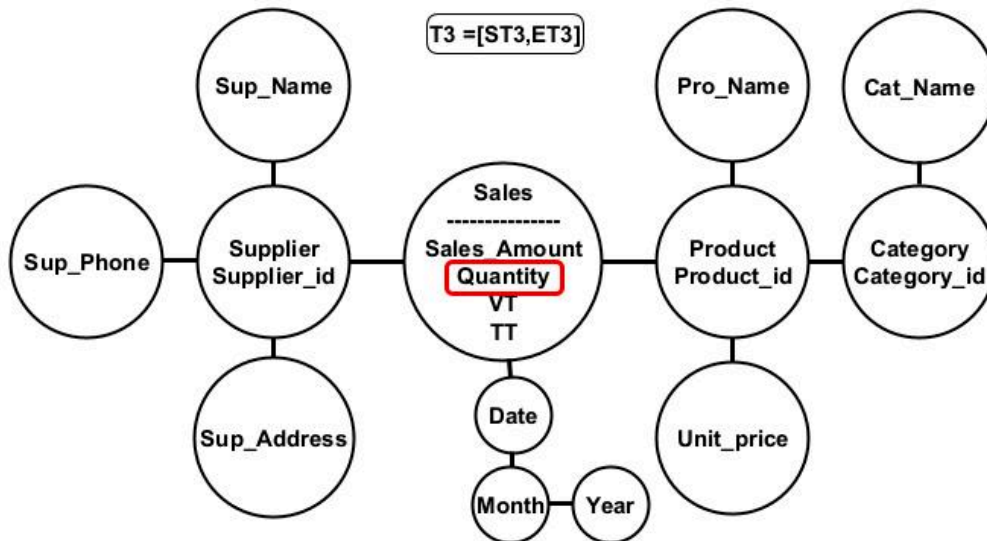 T3 =[ST3,ET3]
Sup_Name
Pro_Name
Cat_Name
Sup_Phone
Supplier
Supplier_id
Sales
---------------
Sales_Amount
Quantity
VT
TT
Product
Product_id
Category
Category_id
Sup_Address
Date
Unit_price
Month
Year